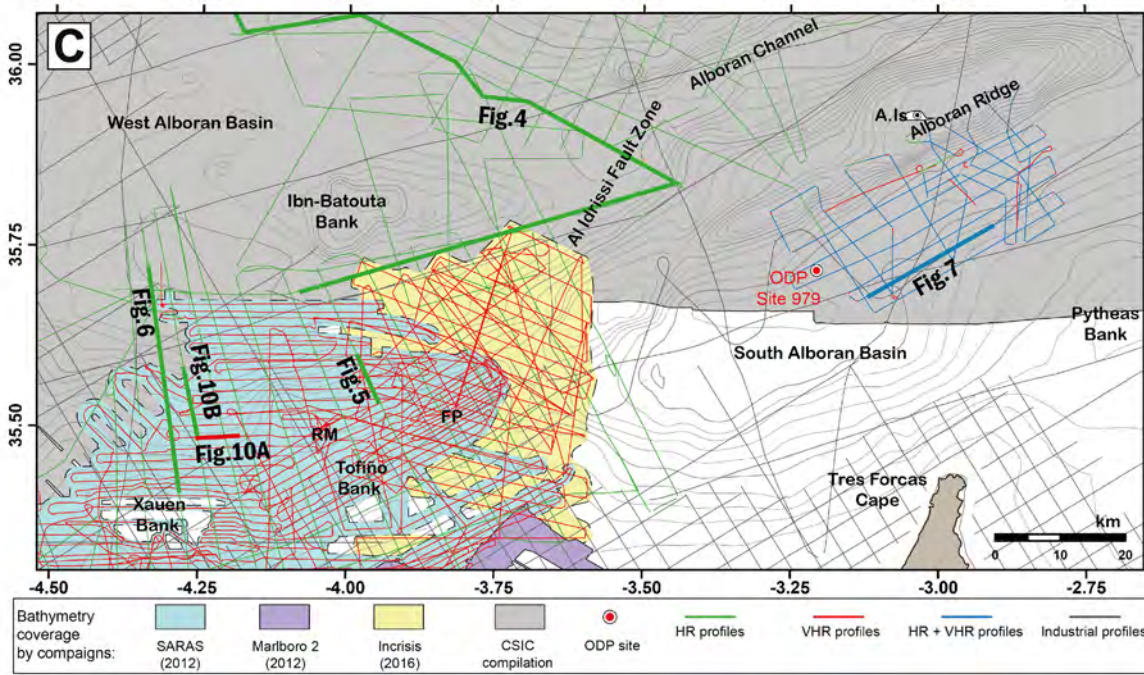 C
Alboran Channel
West Alboran Basin
Fig.4
A.Is
Alboran Ridge
Al Idrissi Fault Zone
Ibn-Batouta
Bank
ODP
Site 979
Fig.7
Fig.6
Pytheas
Bank
South Alboran Basin
Fig.10B
Fig.5
FP
RM
Fig.10A
Tofiño
Bank
Tres Forcas
Cape
Xauen
Bank
km
0 10 20
36.00
35.75
35.50
-4.50 -4.25 -4.00 -3.75 -3.50 -3.25 -3.00 -2.75
Bathymetry
coverage
by compaigns:
SARAS
(2012)
Marlboro 2
(2012)
Incrisis
(2016)
CSIC
compilation
ODP site
HR profiles
VHR profiles
HR + VHR profiles
Industrial profiles